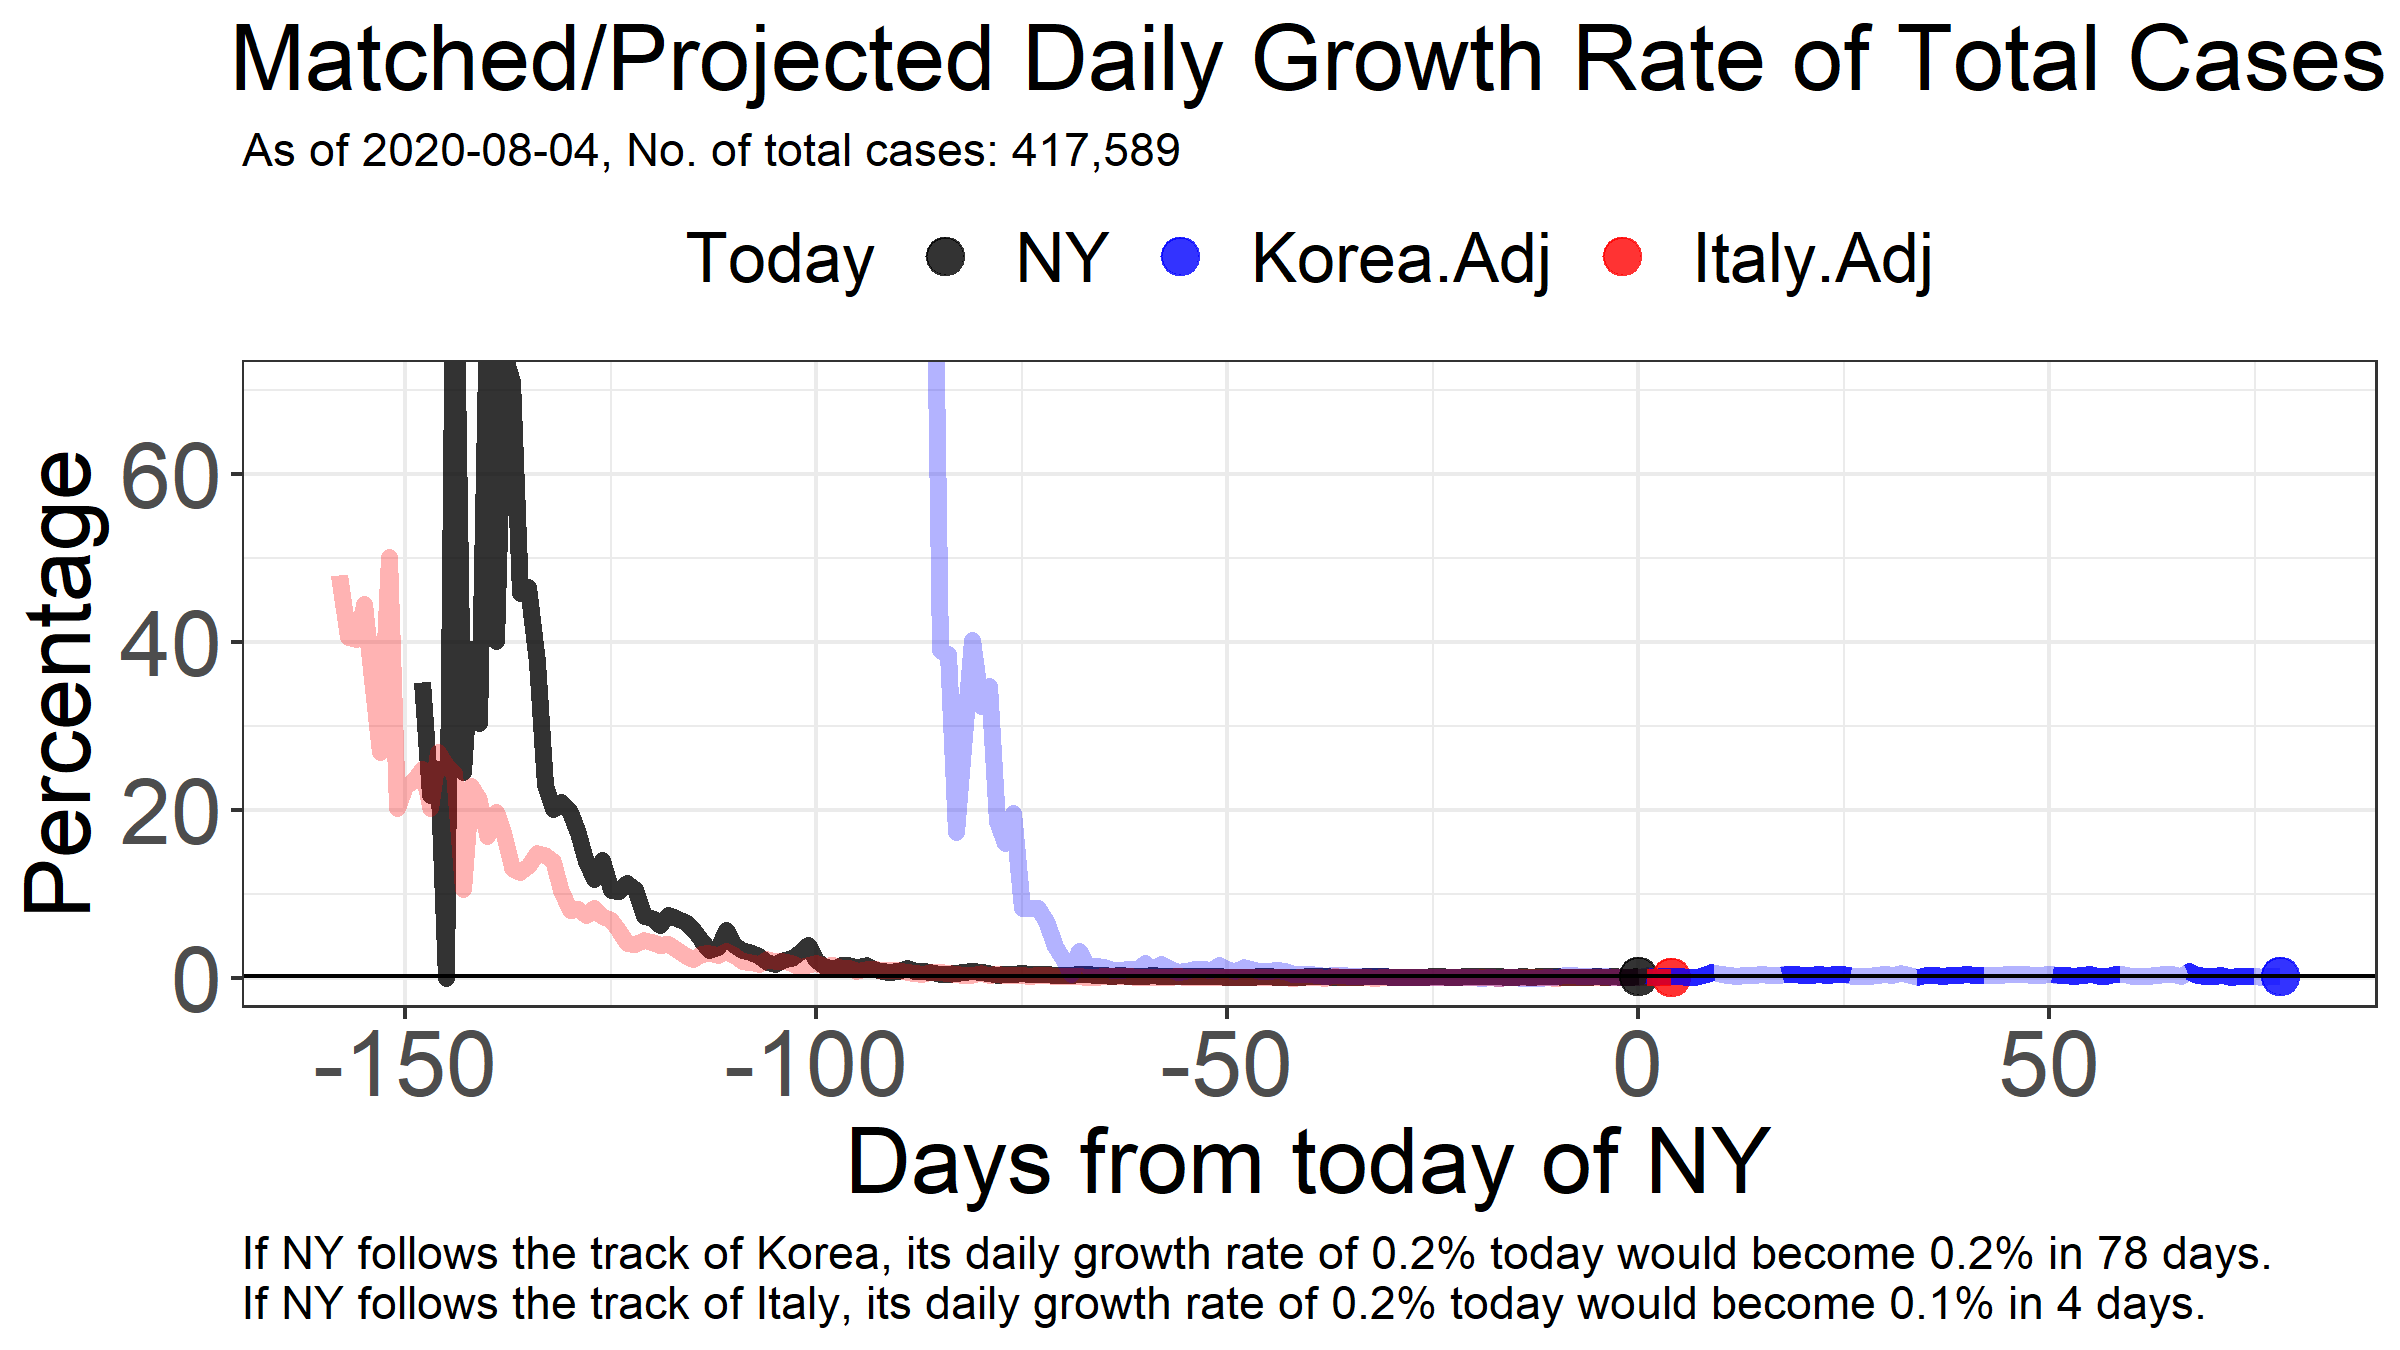 Matched/Projected Daily Growth Rate of Total Cases
As of 2020-08-04, No. of total cases: 417,589
Today NY Korea.Adj Italy.Adj
Percentage
60
40
20
0
-150 -100 -50 0 50
Days from today of NY
If NY follows the track of Korea, its daily growth rate of 0.2% today would become 0.2% in 78 days.
If NY follows the track of Italy, its daily growth rate of 0.2% today would become 0.1% in 4 days.